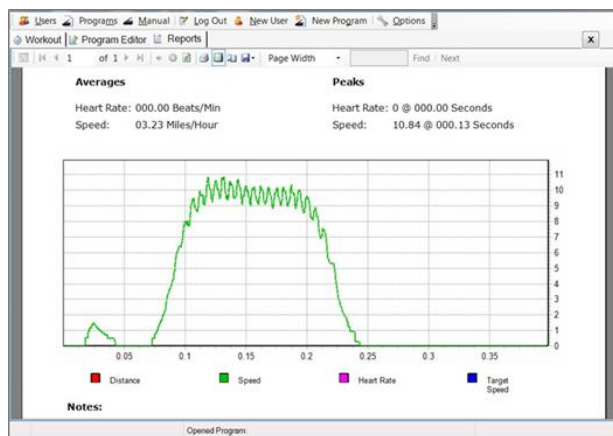 Users Programs Manual Log Out New User New Program Options
Workout Program Editor Reports x
1 of 1 Page Width Find | Next
Averages Peaks
Heart Rate: 000.00 Beats/Min Heart Rate: 0 @ 000.00 Seconds
Speed: 03.23 Miles/Hour Speed: 10.84 @ 000.13 Seconds
11
10
9
8
7
6
5
4
3
2
1
0
0.05 0.1 0.15 0.2 0.25 0.3 0.35
Distance Speed Heart Rate Target Speed
Notes:
Opened Program: